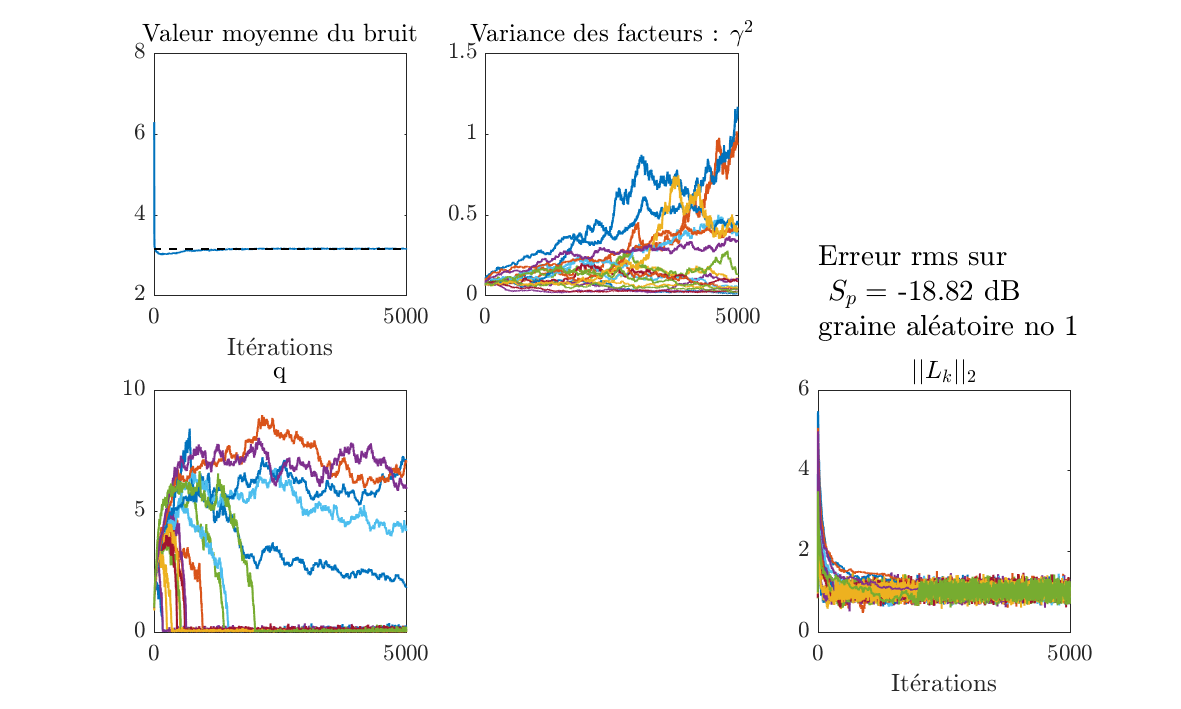 Valeur moyenne du bruit
8
6
4
2
0
5000
Itérations
Variance des facteurs : γ²
1.5
1
0.5
0
0
5000
Erreur rms sur
S_p = -18.82 dB
graine aléatoire no 1
q
10
5
0
0
5000
||L_k||₂
6
4
2
0
0
5000
Itérations